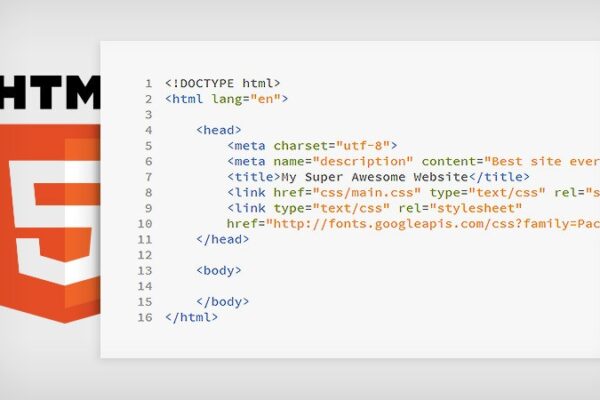 HTM
5
1 <!DOCTYPE html>
2 <html lang="en">
3
4 <head>
5 <meta charset="utf-8">
6 <meta name="description" content="Best site ever
7 <title>My Super Awesome Website</title>
8 <link href="css/main.css" type="text/css" rel="s
9 <link type="text/css" rel="stylesheet"
10 href="http://fonts.googleapis.com/css?family=Pac
11 </head>
12
13 <body>
14
15 </body>
16 </html>